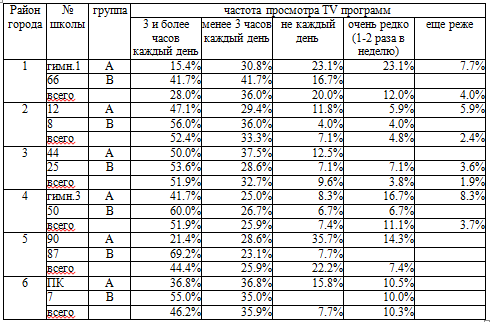 Район города № школы группа частота просмотра TV программ
3 и более часов каждый день менее 3 часов каждый день не каждый день очень редко (1-2 раза в неделю) еще реже
1 гимн.1 А 15.4% 30.8% 23.1% 23.1% 7.7%
66 В 41.7% 41.7% 16.7%
всего 28.0% 36.0% 20.0% 12.0% 4.0%
2 12 А 47.1% 29.4% 11.8% 5.9% 5.9%
8 В 56.0% 36.0% 4.0% 4.0%
всего 52.4% 33.3% 7.1% 4.8% 2.4%
3 44 А 50.0% 37.5% 12.5%
25 В 53.6% 28.6% 7.1% 7.1% 3.6%
всего 51.9% 32.7% 9.6% 3.8% 1.9%
4 гимн.3 А 41.7% 25.0% 8.3% 16.7% 8.3%
50 В 60.0% 26.7% 6.7% 6.7%
всего 51.9% 25.9% 7.4% 11.1% 3.7%
5 90 А 21.4% 28.6% 35.7% 14.3%
87 В 69.2% 23.1% 7.7%
всего 44.4% 25.9% 22.2% 7.4%
6 ПК А 36.8% 36.8% 15.8% 10.5%
7 В 55.0% 35.0% 10.0%
всего 46.2% 35.9% 7.7% 10.3%